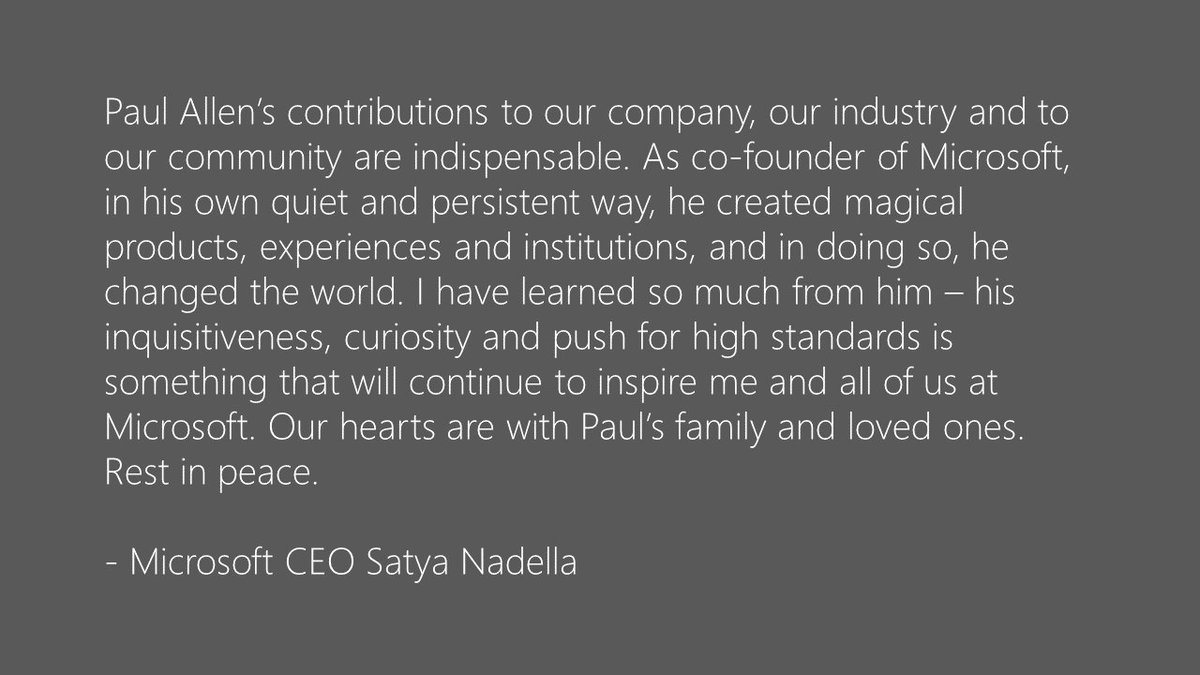 Paul Allen’s contributions to our company, our industry and to
our community are indispensable. As co-founder of Microsoft,
in his own quiet and persistent way, he created magical
products, experiences and institutions, and in doing so, he
changed the world. I have learned so much from him – his
inquisitiveness, curiosity and push for high standards is
something that will continue to inspire me and all of us at
Microsoft. Our hearts are with Paul’s family and loved ones.
Rest in peace.
- Microsoft CEO Satya Nadella